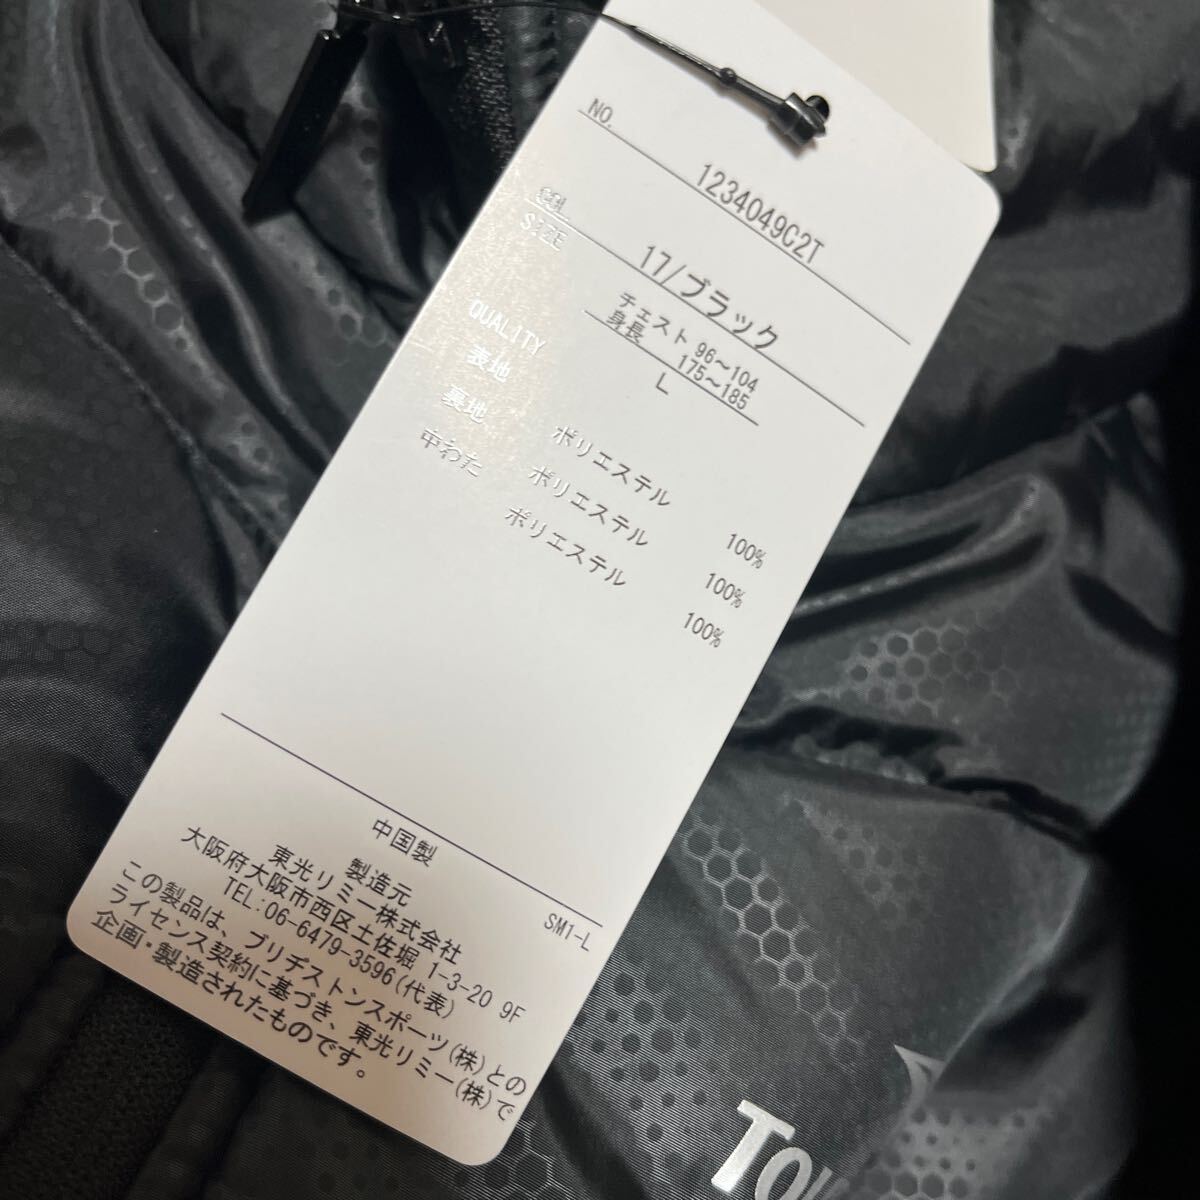 NO. 1234049C2T
COL 17/ブラック
SIZE チェスト 96～104
身長 175～185
L
QUALITY
表地 ポリエステル 100%
裏地 ポリエステル 100%
中わた ポリエステル 100%
中国製 SM1-L
製造元
東光リミー株式会社
大阪府大阪市西区土佐堀 1-3-20 9F
TEL:06-6479-3596(代表)
この製品は、ブリヂストンスポーツ(株)との
ライセンス契約に基づき、東光リミー(株)で
企画・製造されたものです。